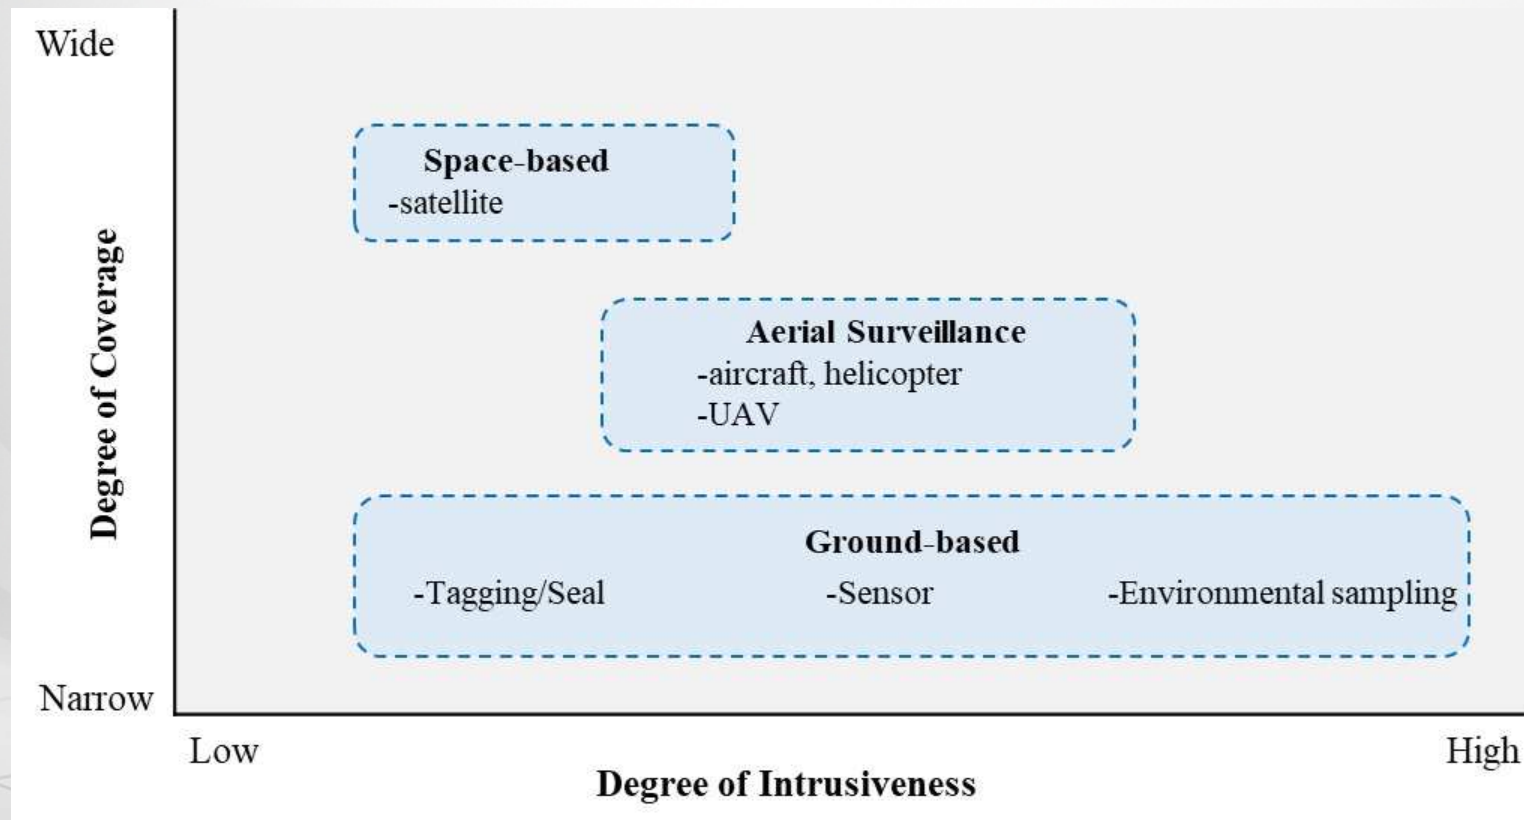 Wide
Space-based
-satellite
Degree of Coverage
Aerial Surveillance
-aircraft, helicopter
-UAV
Ground-based
-Tagging/Seal -Sensor -Environmental sampling
Narrow
Low High
Degree of Intrusiveness